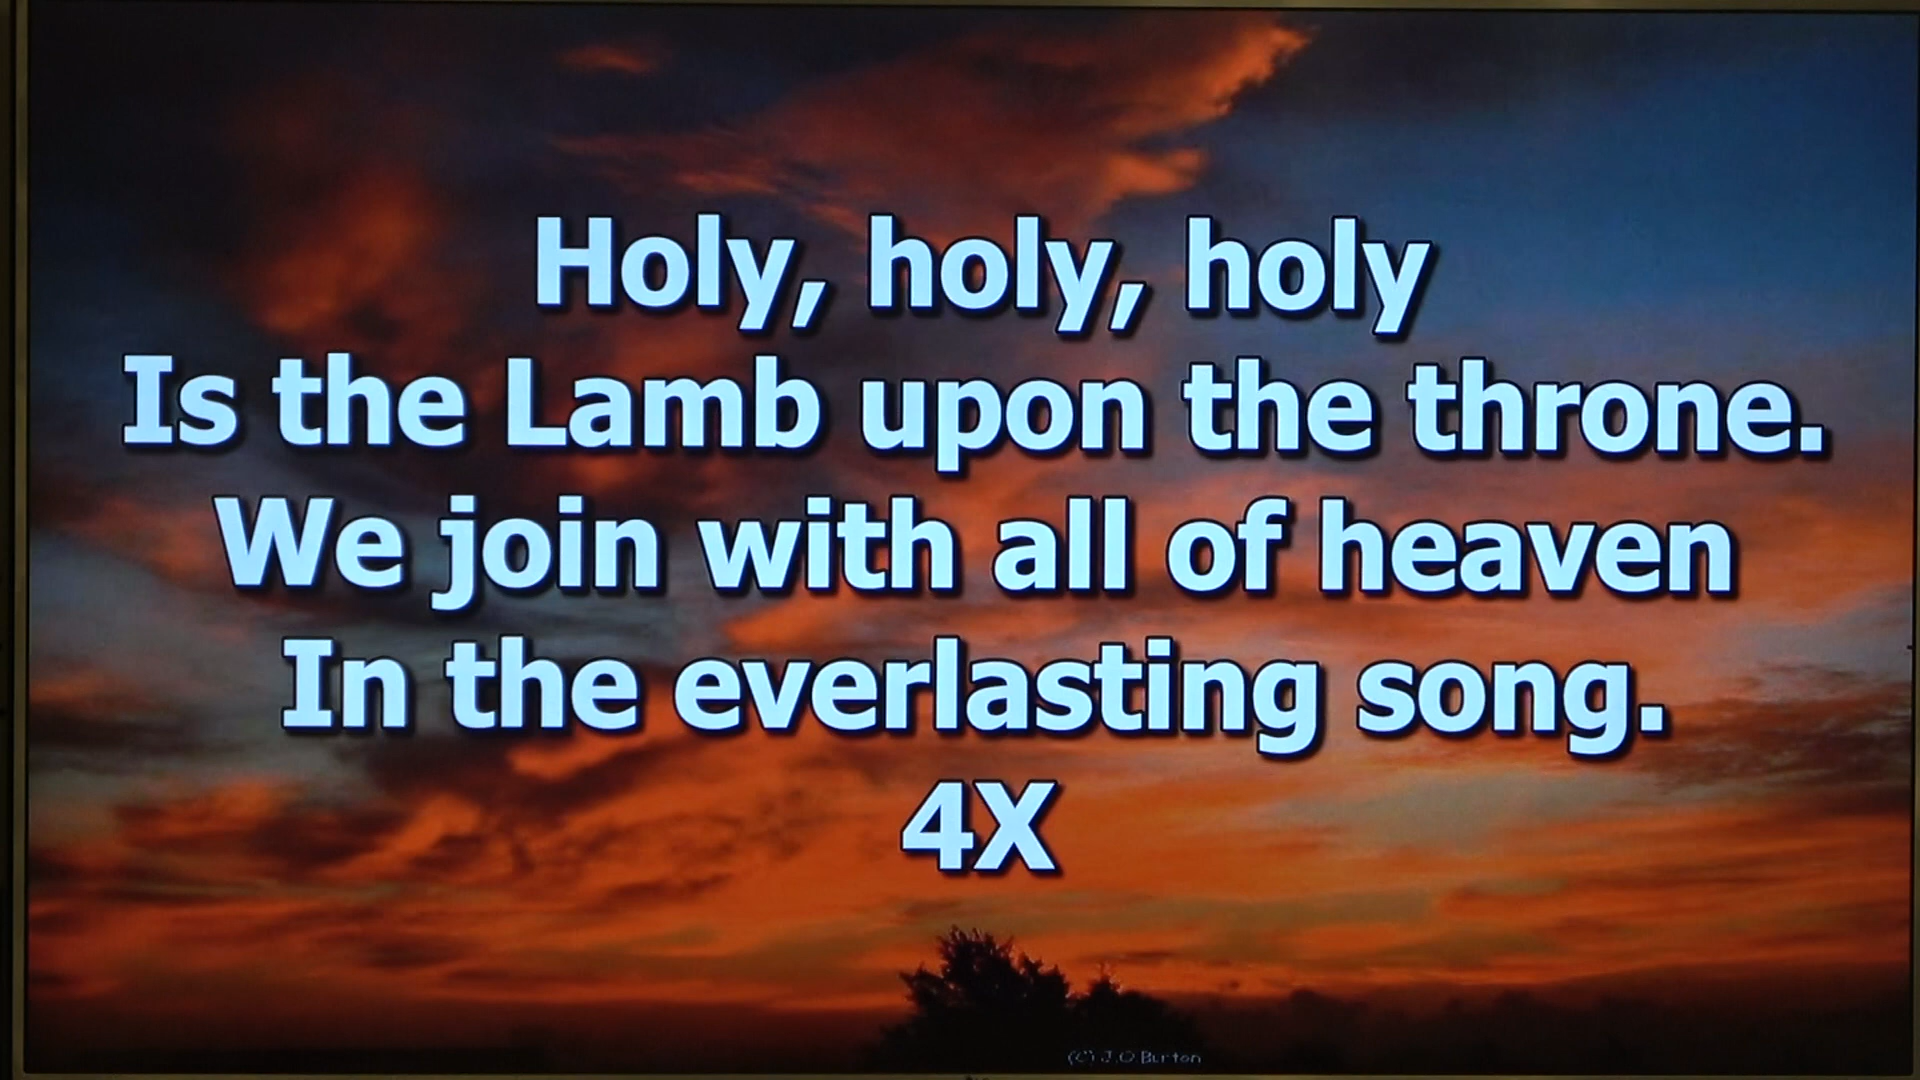 Holy, holy, holy
Is the Lamb upon the throne.
We join with all of heaven
In the everlasting song.
4X
(C) J.O.Burton